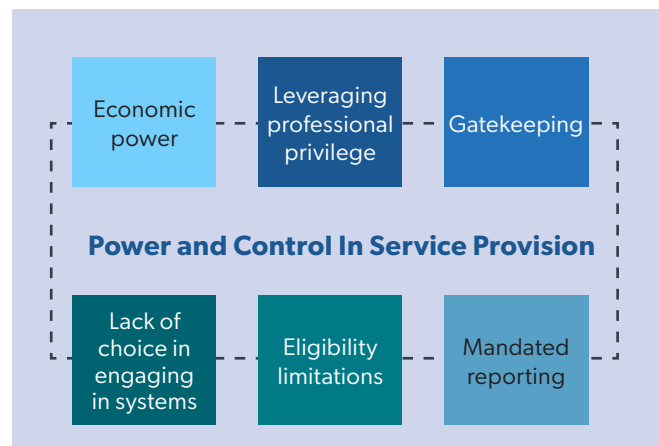 Economic
power
Leveraging
professional
privilege
Gatekeeping
Power and Control In Service Provision
Lack of
choice in
engaging
in systems
Eligibility
limitations
Mandated
reporting